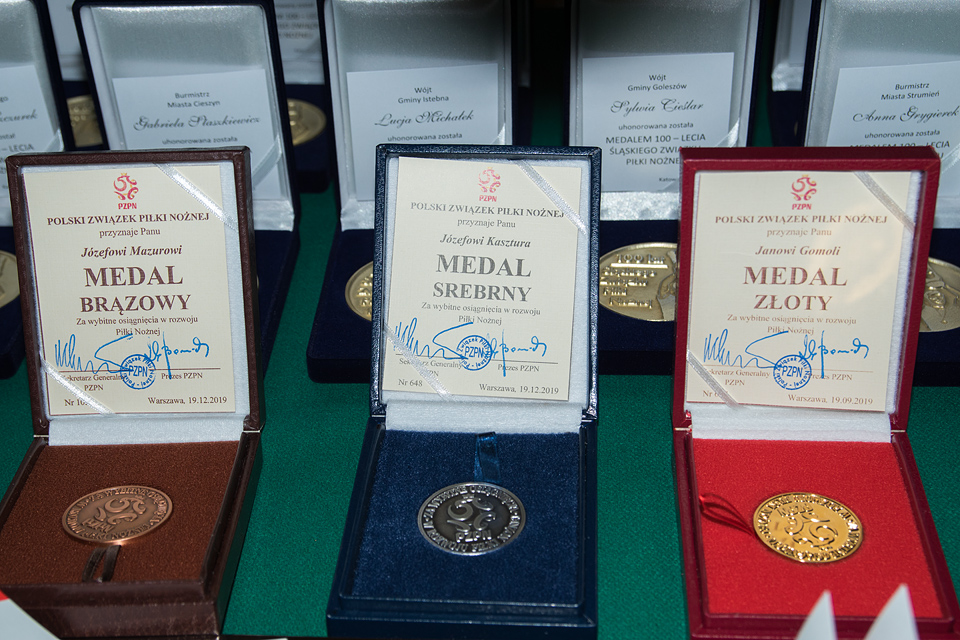 Burmistrz
Miasta Cieszyn
Gabriela Staszkiewicz
uhonorowana została
Wójt
Gminy Istebna
Łucja Michałek
uhonorowana została
Wójt
Gminy Goleszów
Sylwia Cieślar
uhonorowana została
MEDALEM 100 – LECIA
ŚLĄSKIEGO
PIŁKI NOŻNEJ
Burmistrz
Miasta Strumień
Anna Grygierek
uhonorowana została
PZPN
POLSKI ZWIĄZEK PIŁKI NOŻNEJ
przyznaje Panu
Józefowi Mazurowi
MEDAL
BRĄZOWY
Za wybitne osiągnięcia w rozwoju
Piłki Nożnej
Sekretarz Generalny
PZPN
Prezes PZPN
Warszawa, 19.12.2019
PZPN
POLSKI ZWIĄZEK PIŁKI NOŻNEJ
przyznaje Panu
Józefowi Kasztura
MEDAL
SREBRNY
Za wybitne osiągnięcia w rozwoju
Piłki Nożnej
Sekretarz Generalny
PZPN
Prezes PZPN
Nr 648
Warszawa, 19.12.2019
PZPN
PZPN
POLSKI ZWIĄZEK PIŁKI NOŻNEJ
przyznaje Panu
Janowi Gomoli
MEDAL
ZŁOTY
Za wybitne osiągnięcia w rozwoju
Piłki Nożnej
Sekretarz Generalny
PZPN
Prezes PZPN
Warszawa, 19.09.2019